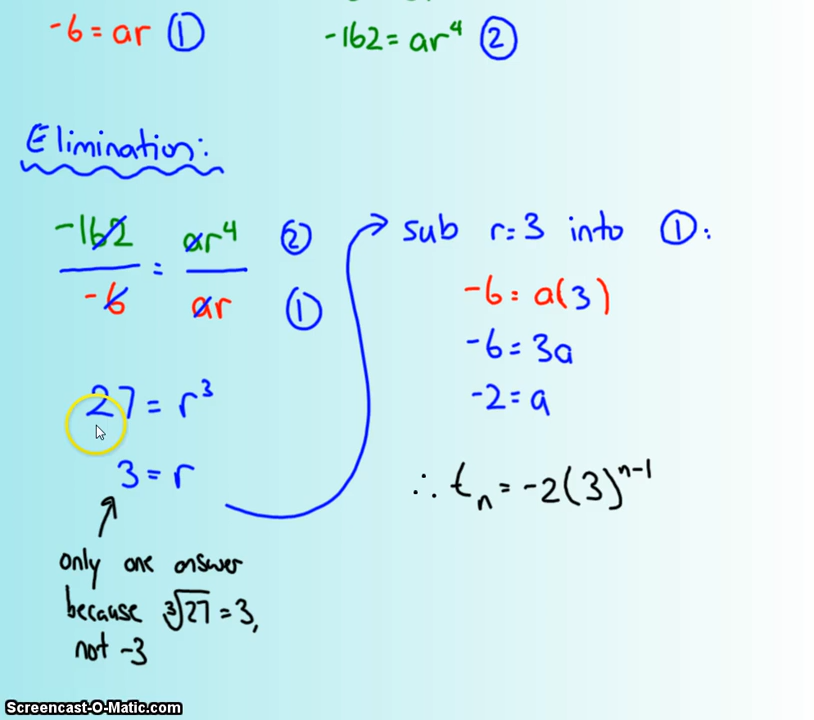 -6 = ar ①
-162 = ar⁴ ②
Elimination:
-162/-6 = ar⁴/ar ② ①
27 = r³
3 = r
only one answer
because ∛27 = 3,
not -3
sub r = 3 into ①:
-6 = a(3)
-6 = 3a
-2 = a
∴ tₙ = -2(3)ⁿ⁻¹
Screencast-O-Matic.com